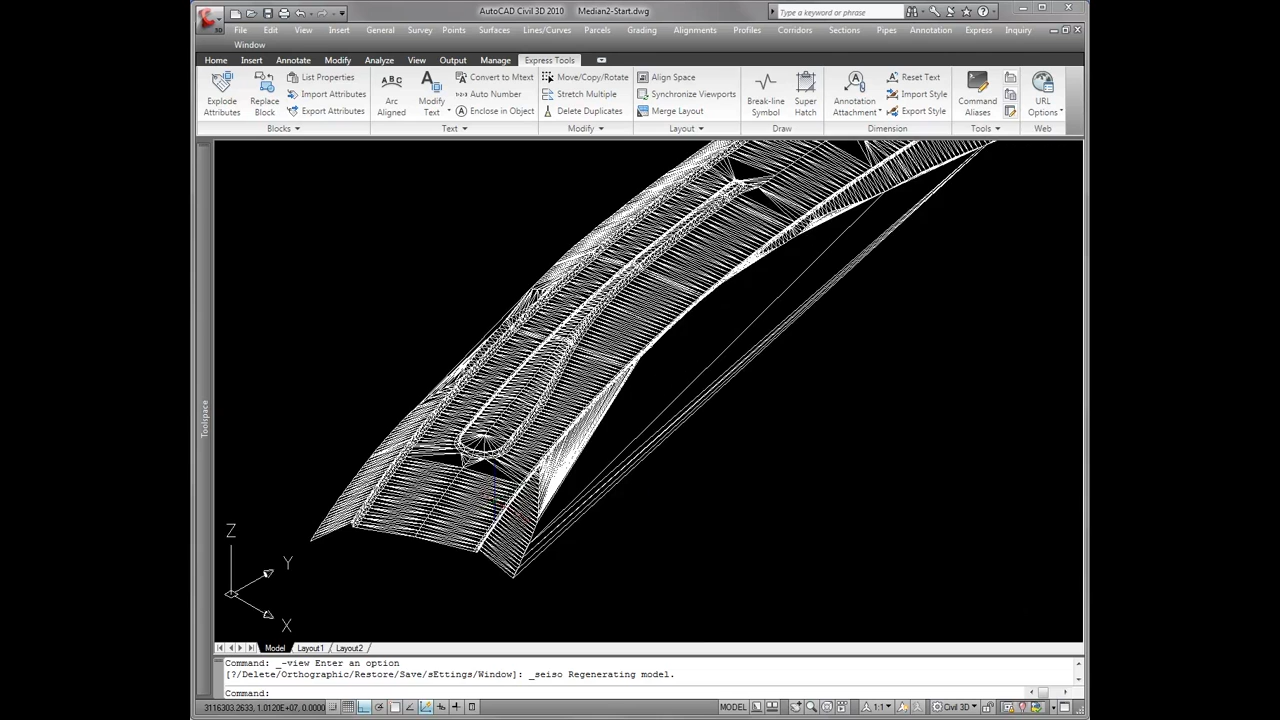 AutoCAD Civil 3D 2010 Median2-Start.dwg
Type a keyword or phrase
File Edit View Insert General Survey Points Surfaces Lines/Curves Parcels Grading Alignments Profiles Corridors Sections Pipes Annotation Express Inquiry
Window
Home Insert Annotate Modify Analyze View Output Manage Express Tools
List Properties Convert to Mtext Move/Copy/Rotate Align Space Reset Text
Import Attributes Auto Number Stretch Multiple Synchronize Viewports Import Style
Explode Attributes Replace Block Arc Aligned Modify Text Break-line Symbol Super Hatch Annotation Attachment Command Aliases URL Options
Export Attributes Enclose in Object Delete Duplicates Merge Layout Export Style
Blocks Text Modify Layout Draw Dimension Tools Web
Toolspace
Z
Y
X
Model Layout1 Layout2
Command: _-view Enter an option
[?/Delete/Orthographic/Restore/Save/sEttings/Window]: _seiso Regenerating model.
Command:
3116303.2633, 1.0120E+07, 0.0000 MODEL 1:1 Civil 3D